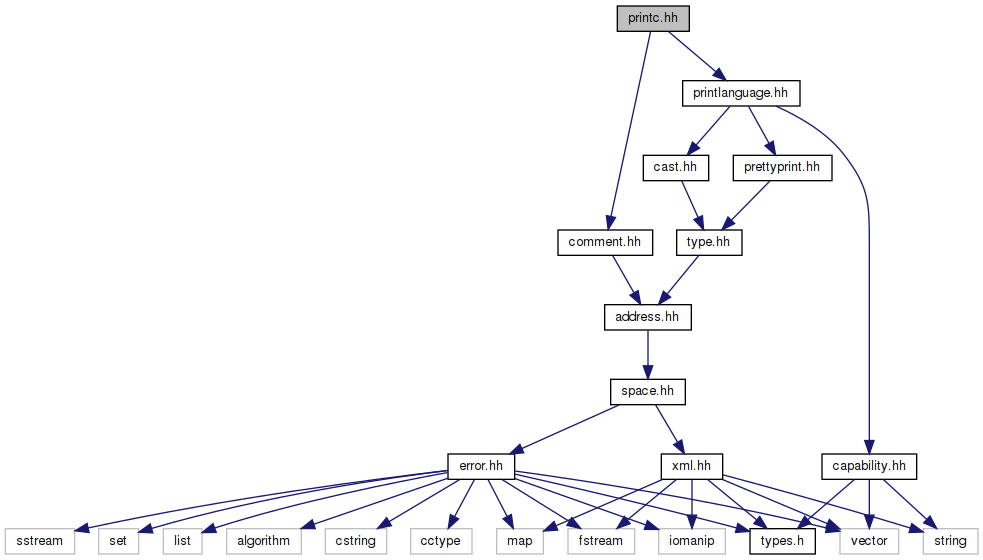 printc.hh
printlanguage.hh
cast.hh
prettyprint.hh
comment.hh
type.hh
address.hh
space.hh
error.hh
xml.hh
capability.hh
sstream
set
list
algorithm
cstring
cctype
map
fstream
iomanip
types.h
vector
string